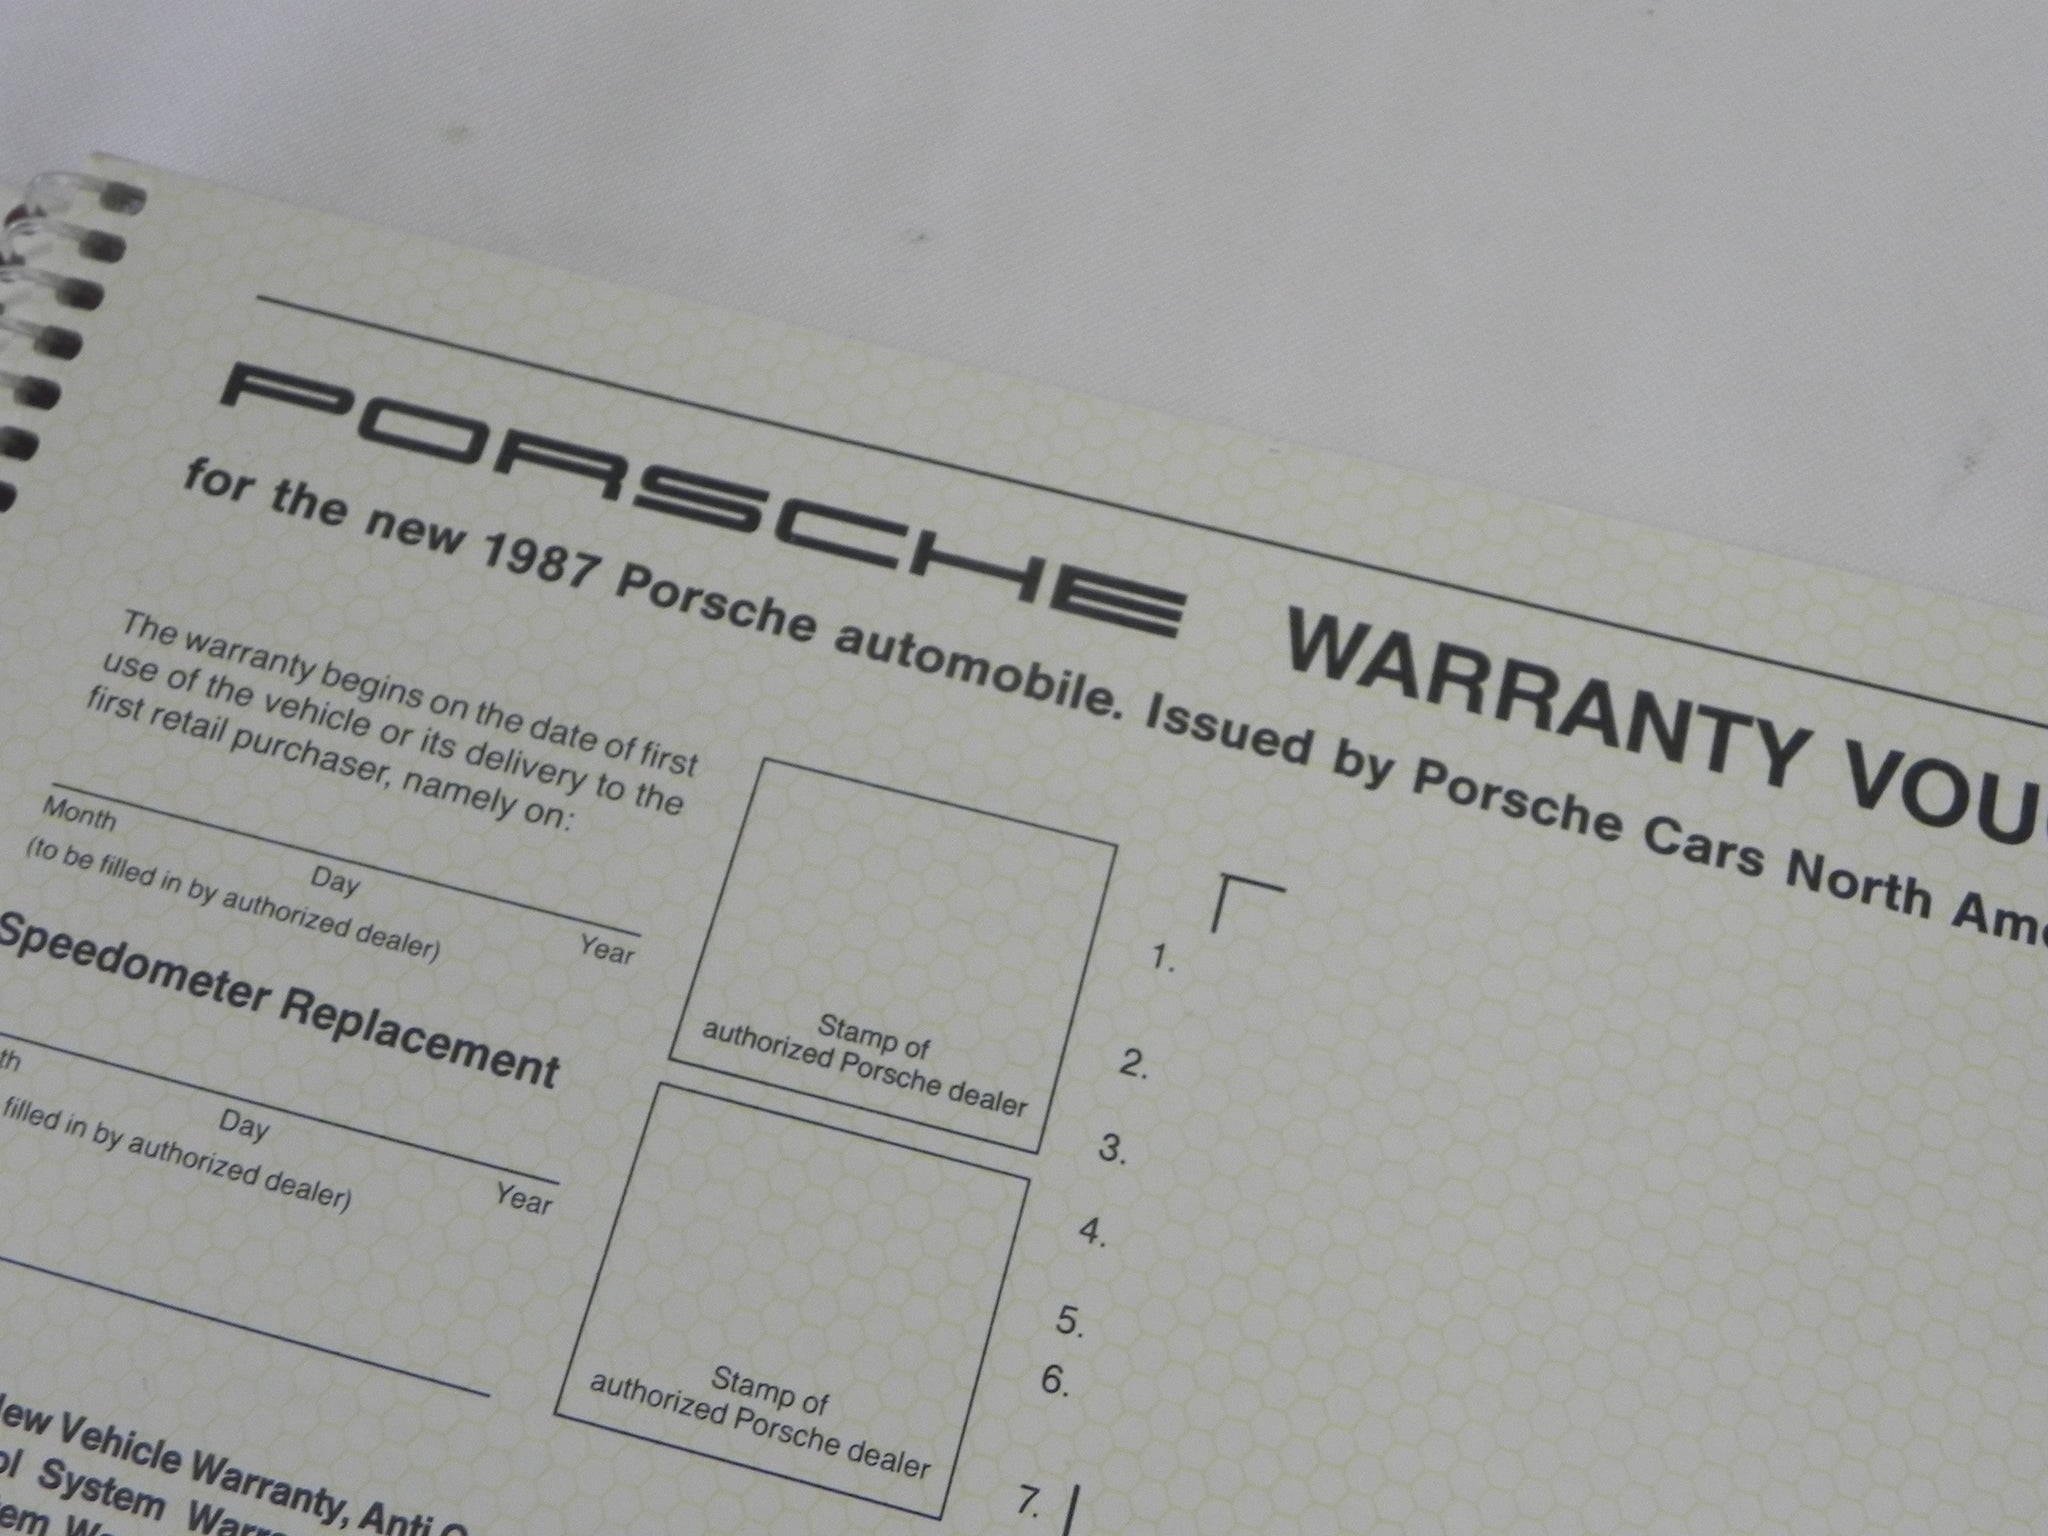 PORSCHE WARRANTY
for the new 1987 Porsche automobile. Issued by Porsche Cars North
The warranty begins on the date of first
use of the vehicle or its delivery to the
first retail purchaser, namely on:
Month Day Year
(to be filled in by authorized dealer)
Stamp of
authorized Porsche dealer
Speedometer Replacement
Day Year
filled in by authorized dealer)
Stamp of
authorized Porsche dealer
1.
2.
3.
4.
5.
6.
7.
Vehicle Warranty, Anti
System